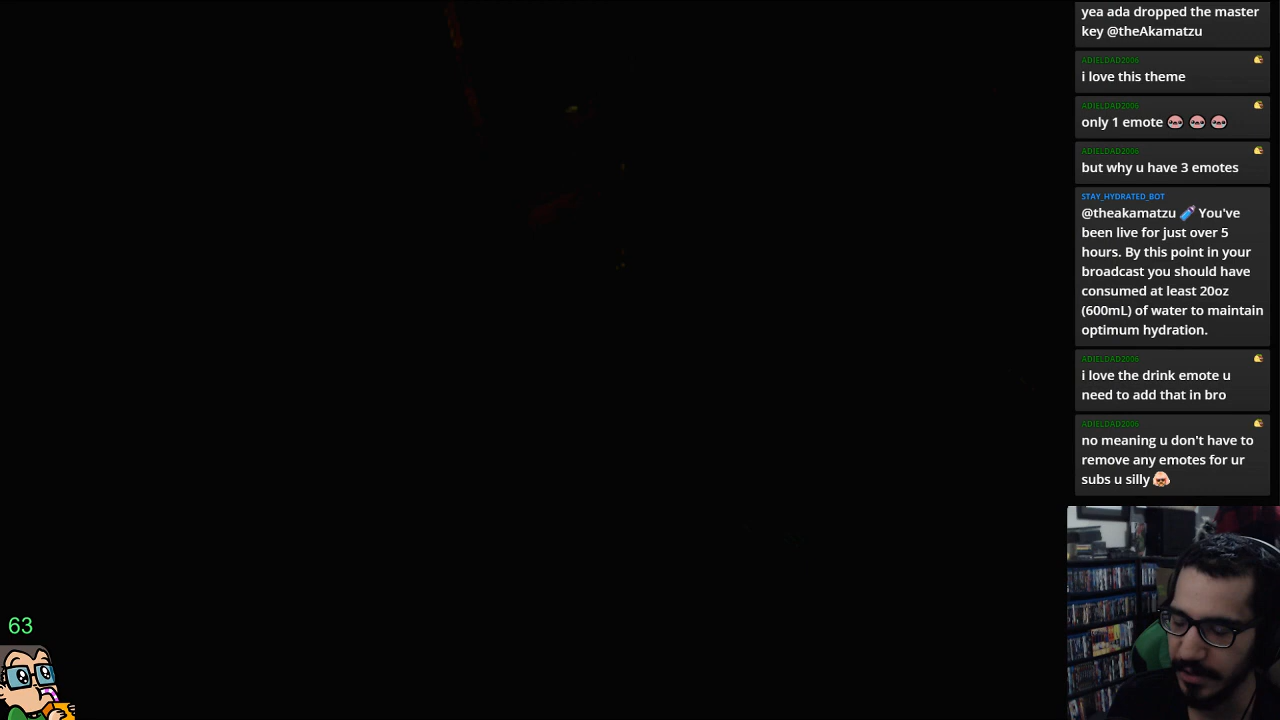 yea ada dropped the master
key @theAkamatzu
ADIELDAD2006
i love this theme
ADIELDAD2006
only 1 emote
ADIELDAD2006
but why u have 3 emotes
STAY_HYDRATED_BOT
@theakamatzu You've
been live for just over 5
hours. By this point in your
broadcast you should have
consumed at least 20oz
(600mL) of water to maintain
optimum hydration.
ADIELDAD2006
i love the drink emote u
need to add that in bro
ADIELDAD2006
no meaning u don't have to
remove any emotes for ur
subs u silly
63